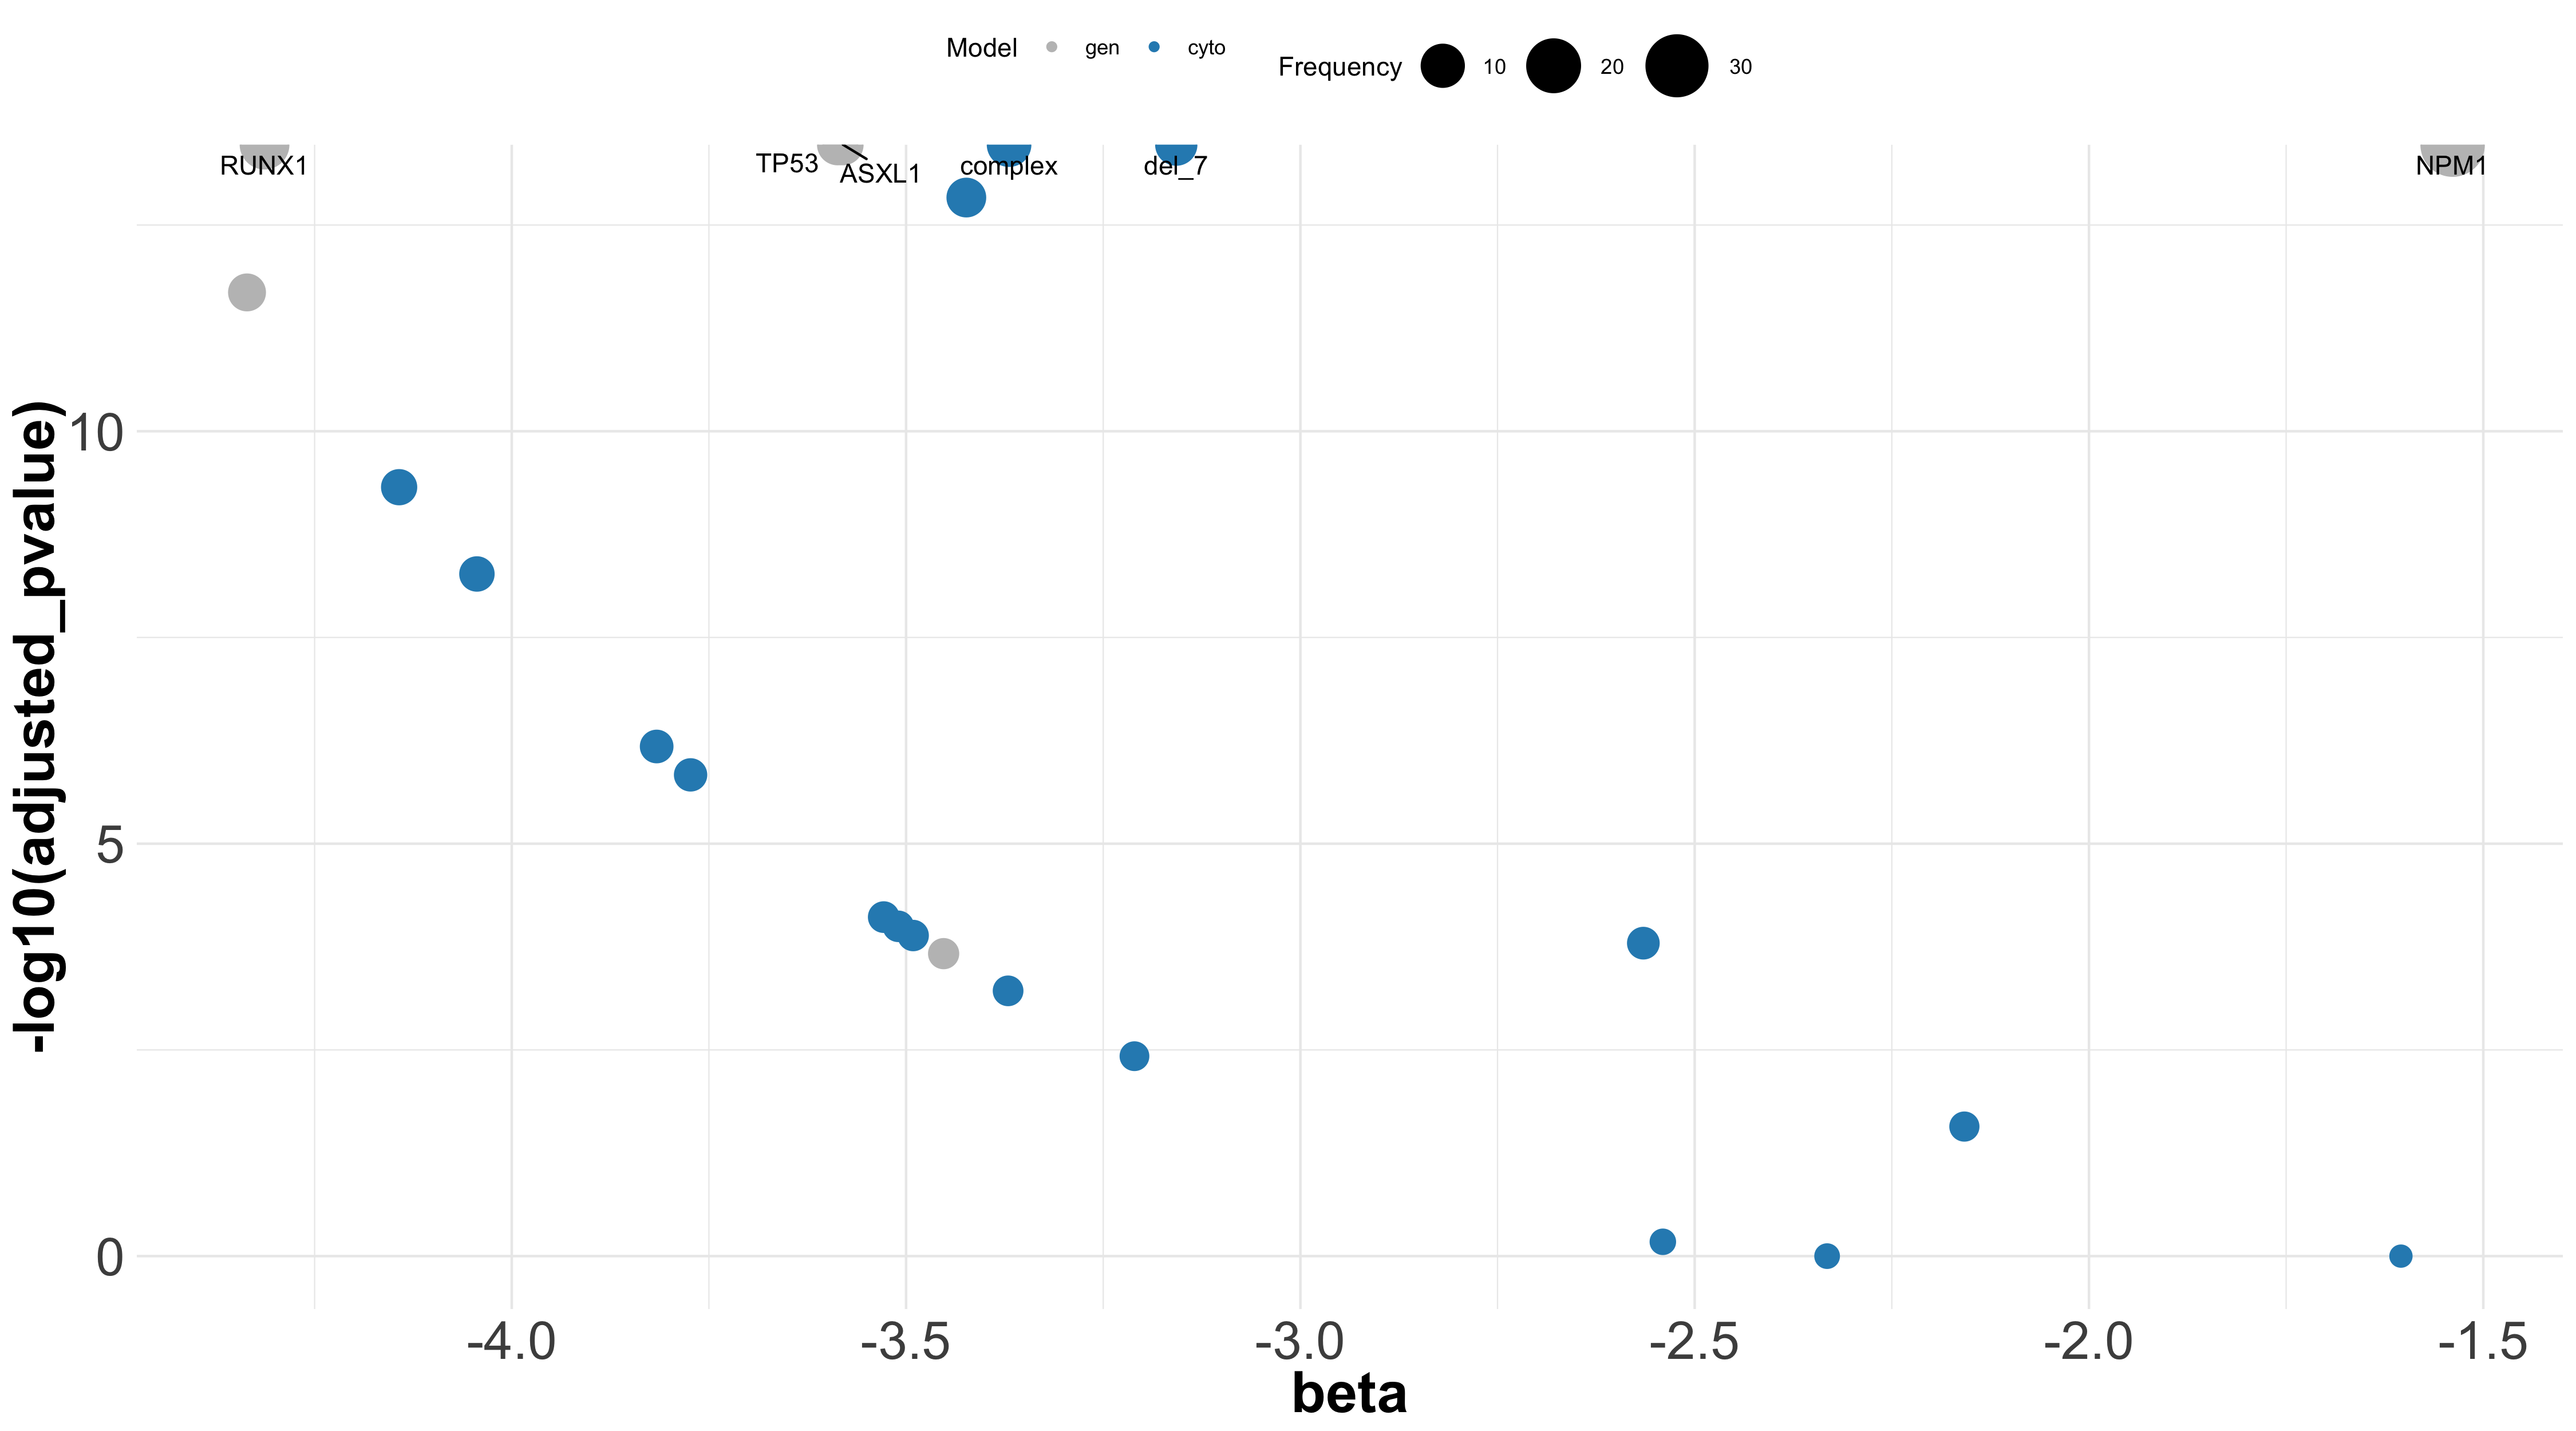 Model gen cyto
Frequency 10 20 30
RUNX1
TP53
ASXL1
complex
del_7
NPM1
-log10(adjusted_pvalue)
10
5
0
-4.0 -3.5 -3.0 -2.5 -2.0 -1.5
beta